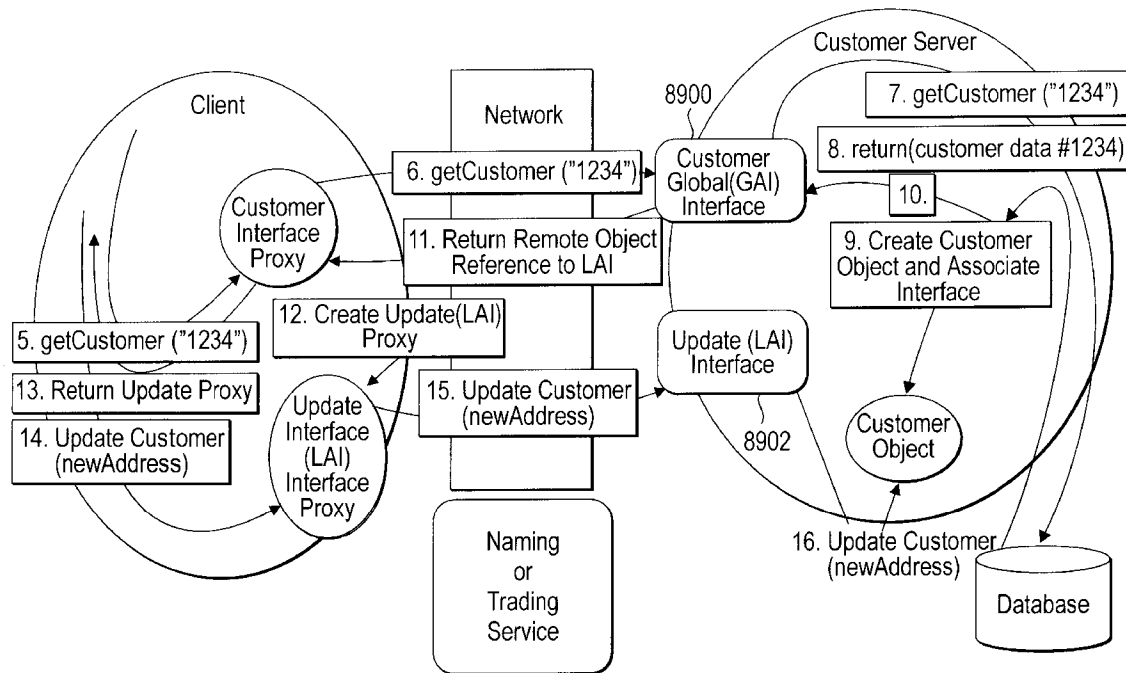 Customer Server
Client
Network
8900
7. getCustomer ("1234")
8. return(customer data #1234)
6. getCustomer ("1234")
Customer
Global(GAI)
Interface
10.
Customer
Interface
Proxy
11. Return Remote Object
Reference to LAI
9. Create Customer
Object and Associate
Interface
12. Create Update(LAI)
Proxy
5. getCustomer ("1234")
13. Return Update Proxy
14. Update Customer
(newAddress)
Update (LAI)
Interface
15. Update Customer
(newAddress)
8902
Update
Interface
(LAI)
Interface
Proxy
Customer
Object
16. Update Customer
(newAddress)
Naming
or
Trading
Service
Database